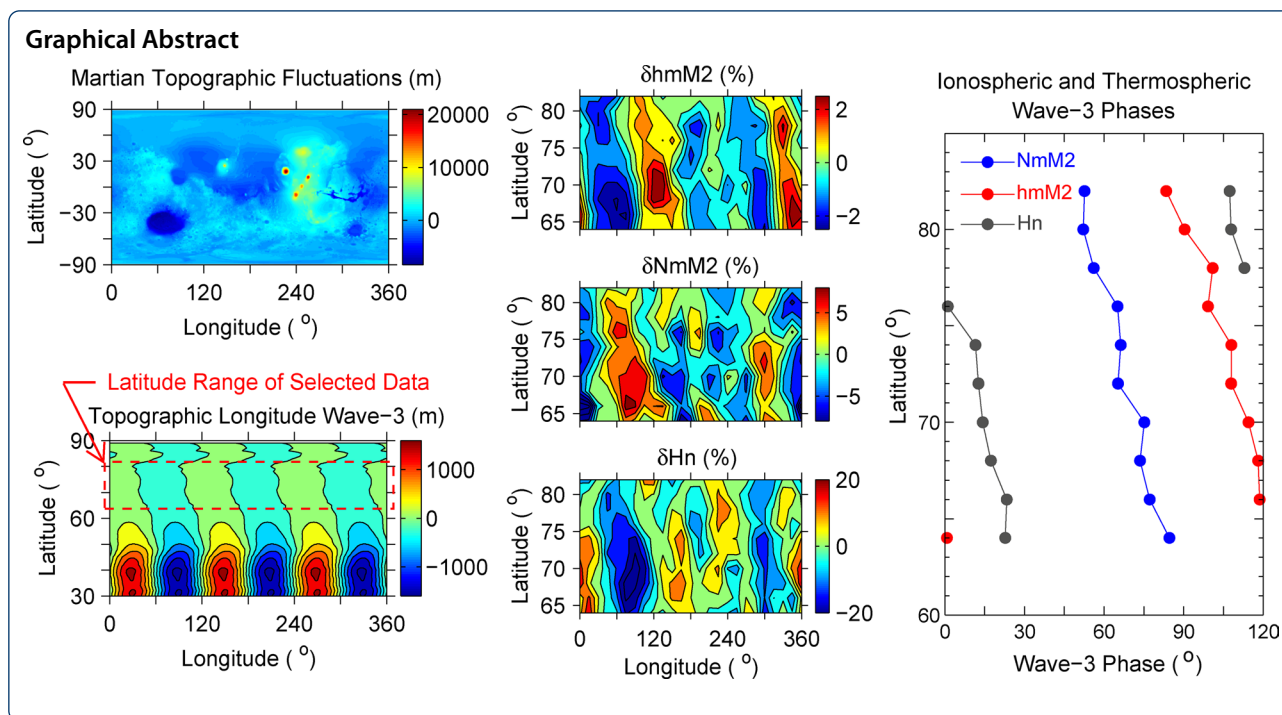 Graphical Abstract
Martian Topographic Fluctuations (m)
90
30
−30
−90
Latitude ( °)
0 120 240 360
Longitude ( °)
20000
10000
0
Latitude Range of Selected Data
Topographic Longitude Wave−3 (m)
90
60
30
Latitude ( °)
0 120 240 360
Longitude ( °)
1000
0
−1000
δhmM2 (%)
80
75
70
65
Latitude ( °)
2
0
−2
δNmM2 (%)
80
75
70
65
Latitude ( °)
5
0
−5
δHn (%)
80
75
70
65
Latitude ( °)
0 120 240 360
Longitude ( °)
20
10
0
−10
−20
Ionospheric and Thermospheric
Wave−3 Phases
NmM2
hmM2
Hn
80
70
60
Latitude (°)
0 30 60 90 120
Wave−3 Phase ( °)